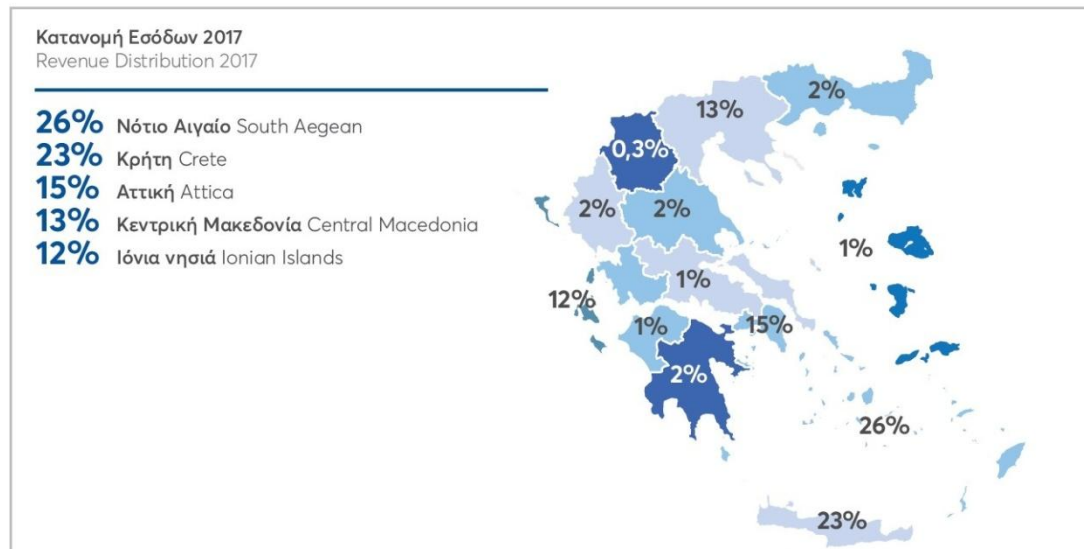 Κατανομή Εσόδων 2017
Revenue Distribution 2017
26% Νότιο Αιγαίο South Aegean
23% Κρήτη Crete
15% Αττική Attica
13% Κεντρική Μακεδονία Central Macedonia
12% Ιόνια νησιά Ionian Islands
2%
13%
0,3%
2%
2%
1%
1%
12%
1%
15%
2%
26%
23%